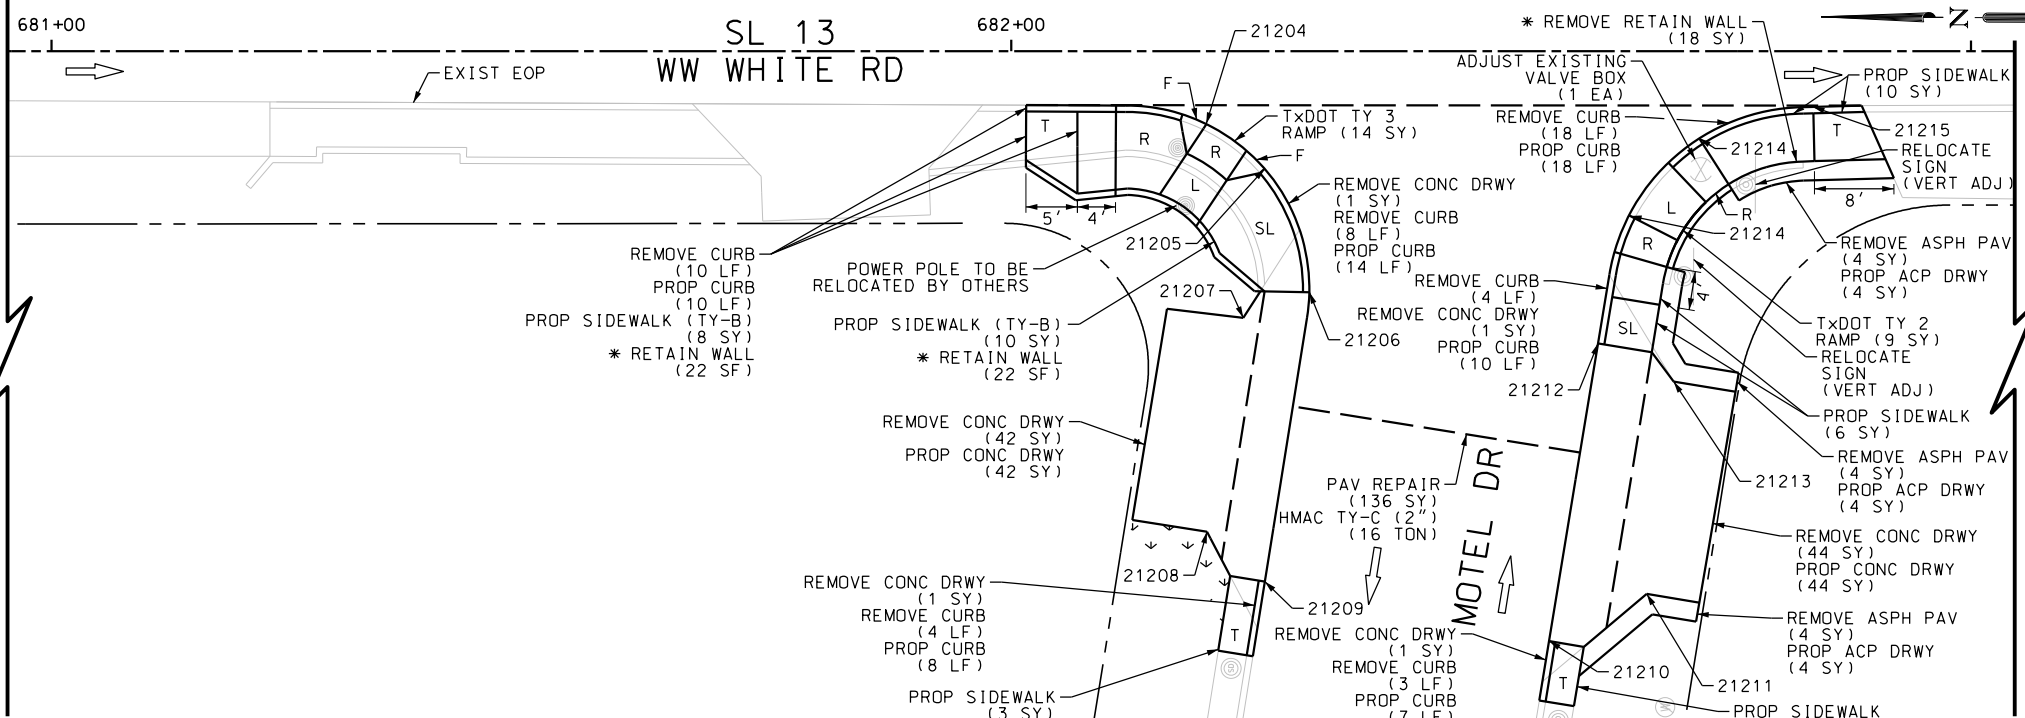 681+00
SL 13
682+00
WW WHITE RD
EXIST EOP
F
21204
TxDOT TY 3
RAMP (14 SY)
F
* REMOVE RETAIN WALL
(18 SY)
N
ADJUST EXISTING
VALVE BOX
(1 EA)
PROP SIDEWALK
(10 SY)
REMOVE CURB
(18 LF)
PROP CURB
(18 LF)
21215
21214
RELOCATE
SIGN
(VERT ADJ)
T
R
R
L
SL
5'
4'
21205
REMOVE CONC DRWY
(1 SY)
REMOVE CURB
(8 LF)
PROP CURB
(14 LF)
T
L
R
R
8'
21214
REMOVE ASPH PAV
(4 SY)
PROP ACP DRWY
(4 SY)
REMOVE CURB
(10 LF)
PROP CURB
(10 LF)
PROP SIDEWALK (TY-B)
(8 SY)
* RETAIN WALL
(22 SF)
POWER POLE TO BE
RELOCATED BY OTHERS
21207
PROP SIDEWALK (TY-B)
(10 SY)
* RETAIN WALL
(22 SF)
21206
REMOVE CURB
(4 LF)
REMOVE CONC DRWY
(1 SY)
PROP CURB
(10 LF)
4'
SL
21212
TxDOT TY 2
RAMP (9 SY)
RELOCATE
SIGN
(VERT ADJ)
PROP SIDEWALK
(6 SY)
REMOVE ASPH PAV
(4 SY)
PROP ACP DRWY
(4 SY)
21213
REMOVE CONC DRWY
(42 SY)
PROP CONC DRWY
(42 SY)
PAV REPAIR
(136 SY)
HMAC TY-C (2")
(16 TON)
MOTEL DR
REMOVE CONC DRWY
(44 SY)
PROP CONC DRWY
(44 SY)
21208
21209
REMOVE CONC DRWY
(1 SY)
REMOVE CURB
(4 LF)
PROP CURB
(8 LF)
T
PROP SIDEWALK
(3 SY)
REMOVE CONC DRWY
(1 SY)
REMOVE CURB
(3 LF)
PROP CURB
(7 LF)
T
21210
21211
REMOVE ASPH PAV
(4 SY)
PROP ACP DRWY
(4 SY)
PROP SIDEWALK